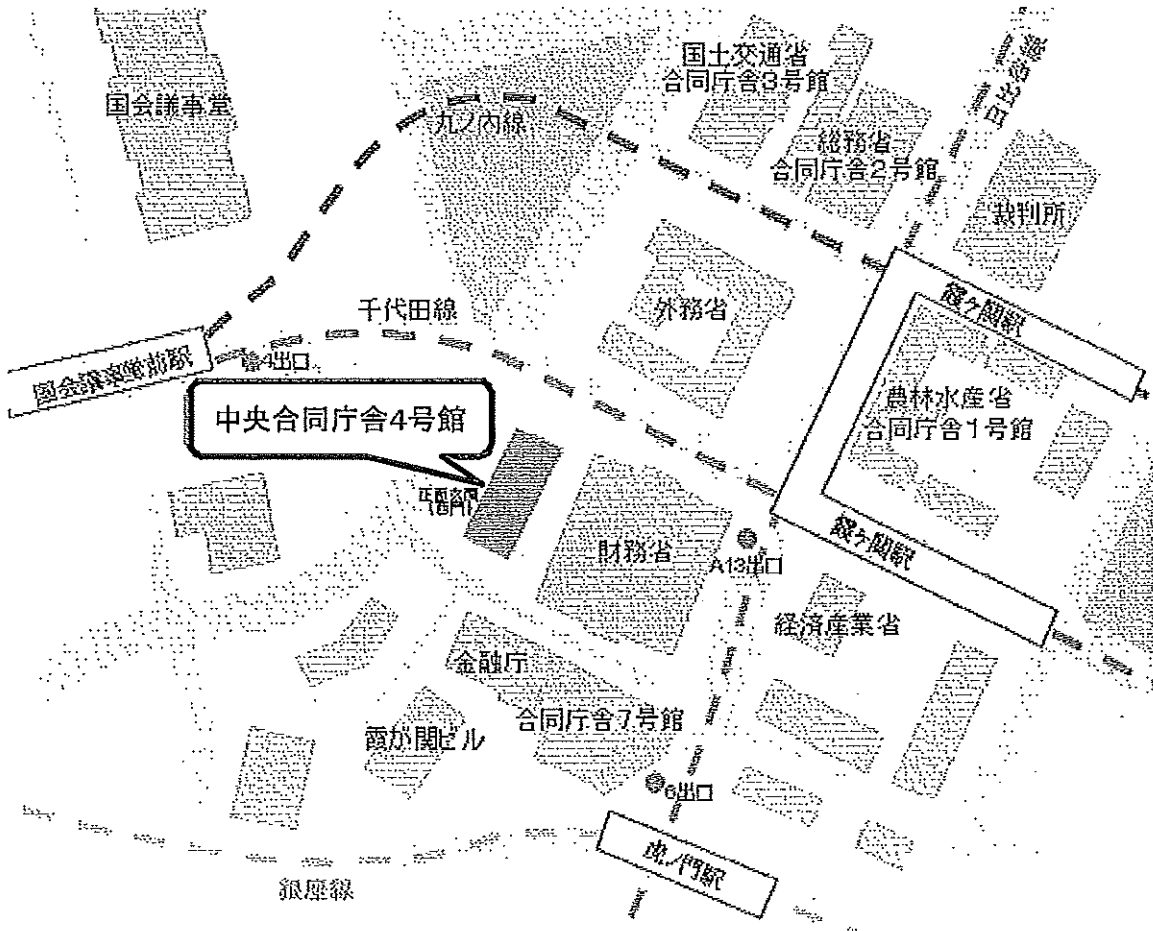 国土交通省
合同庁舎3号館
日比谷線
国会議事堂
丸ノ内線
総務省
合同庁舎2号館
裁判所
外務省
霞ヶ関駅
千代田線
国会議事堂前駅
4出口
農林水産省
合同庁舎1号館
中央合同庁舎4号館
正面玄関
財務省
霞ヶ関駅
A13出口
経済産業省
金融庁
合同庁舎7号館
霞が関ビル
6出口
虎ノ門駅
銀座線